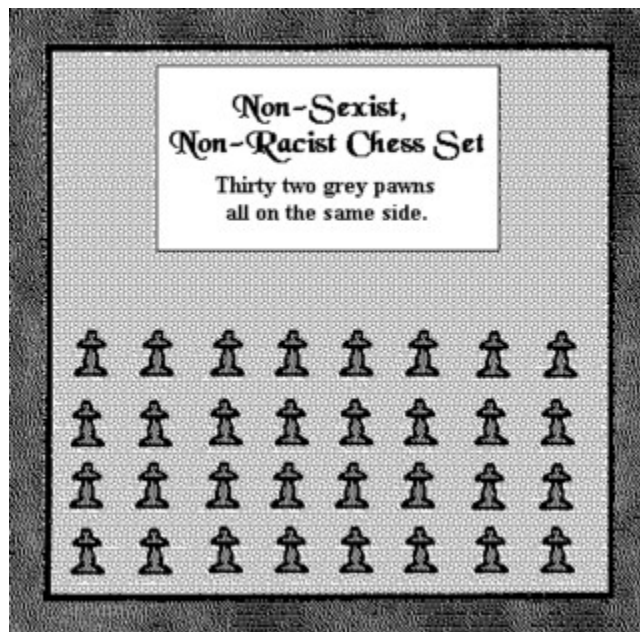 Non-Sexist,
Non-Racist Chess Set
Thirty two grey pawns
all on the same side.